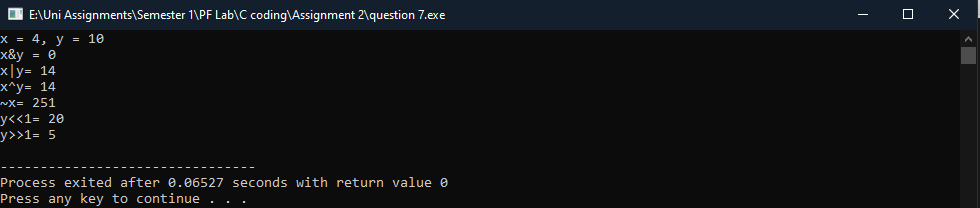 E:\Uni Assignments\Semester 1\PF Lab\C coding\Assignment 2\question 7.exe
x = 4, y = 10
x&y = 0
x|y= 14
x^y= 14
~x= 251
y<<1= 20
y>>1= 5
--------------------------------
Process exited after 0.06527 seconds with return value 0
Press any key to continue . . .